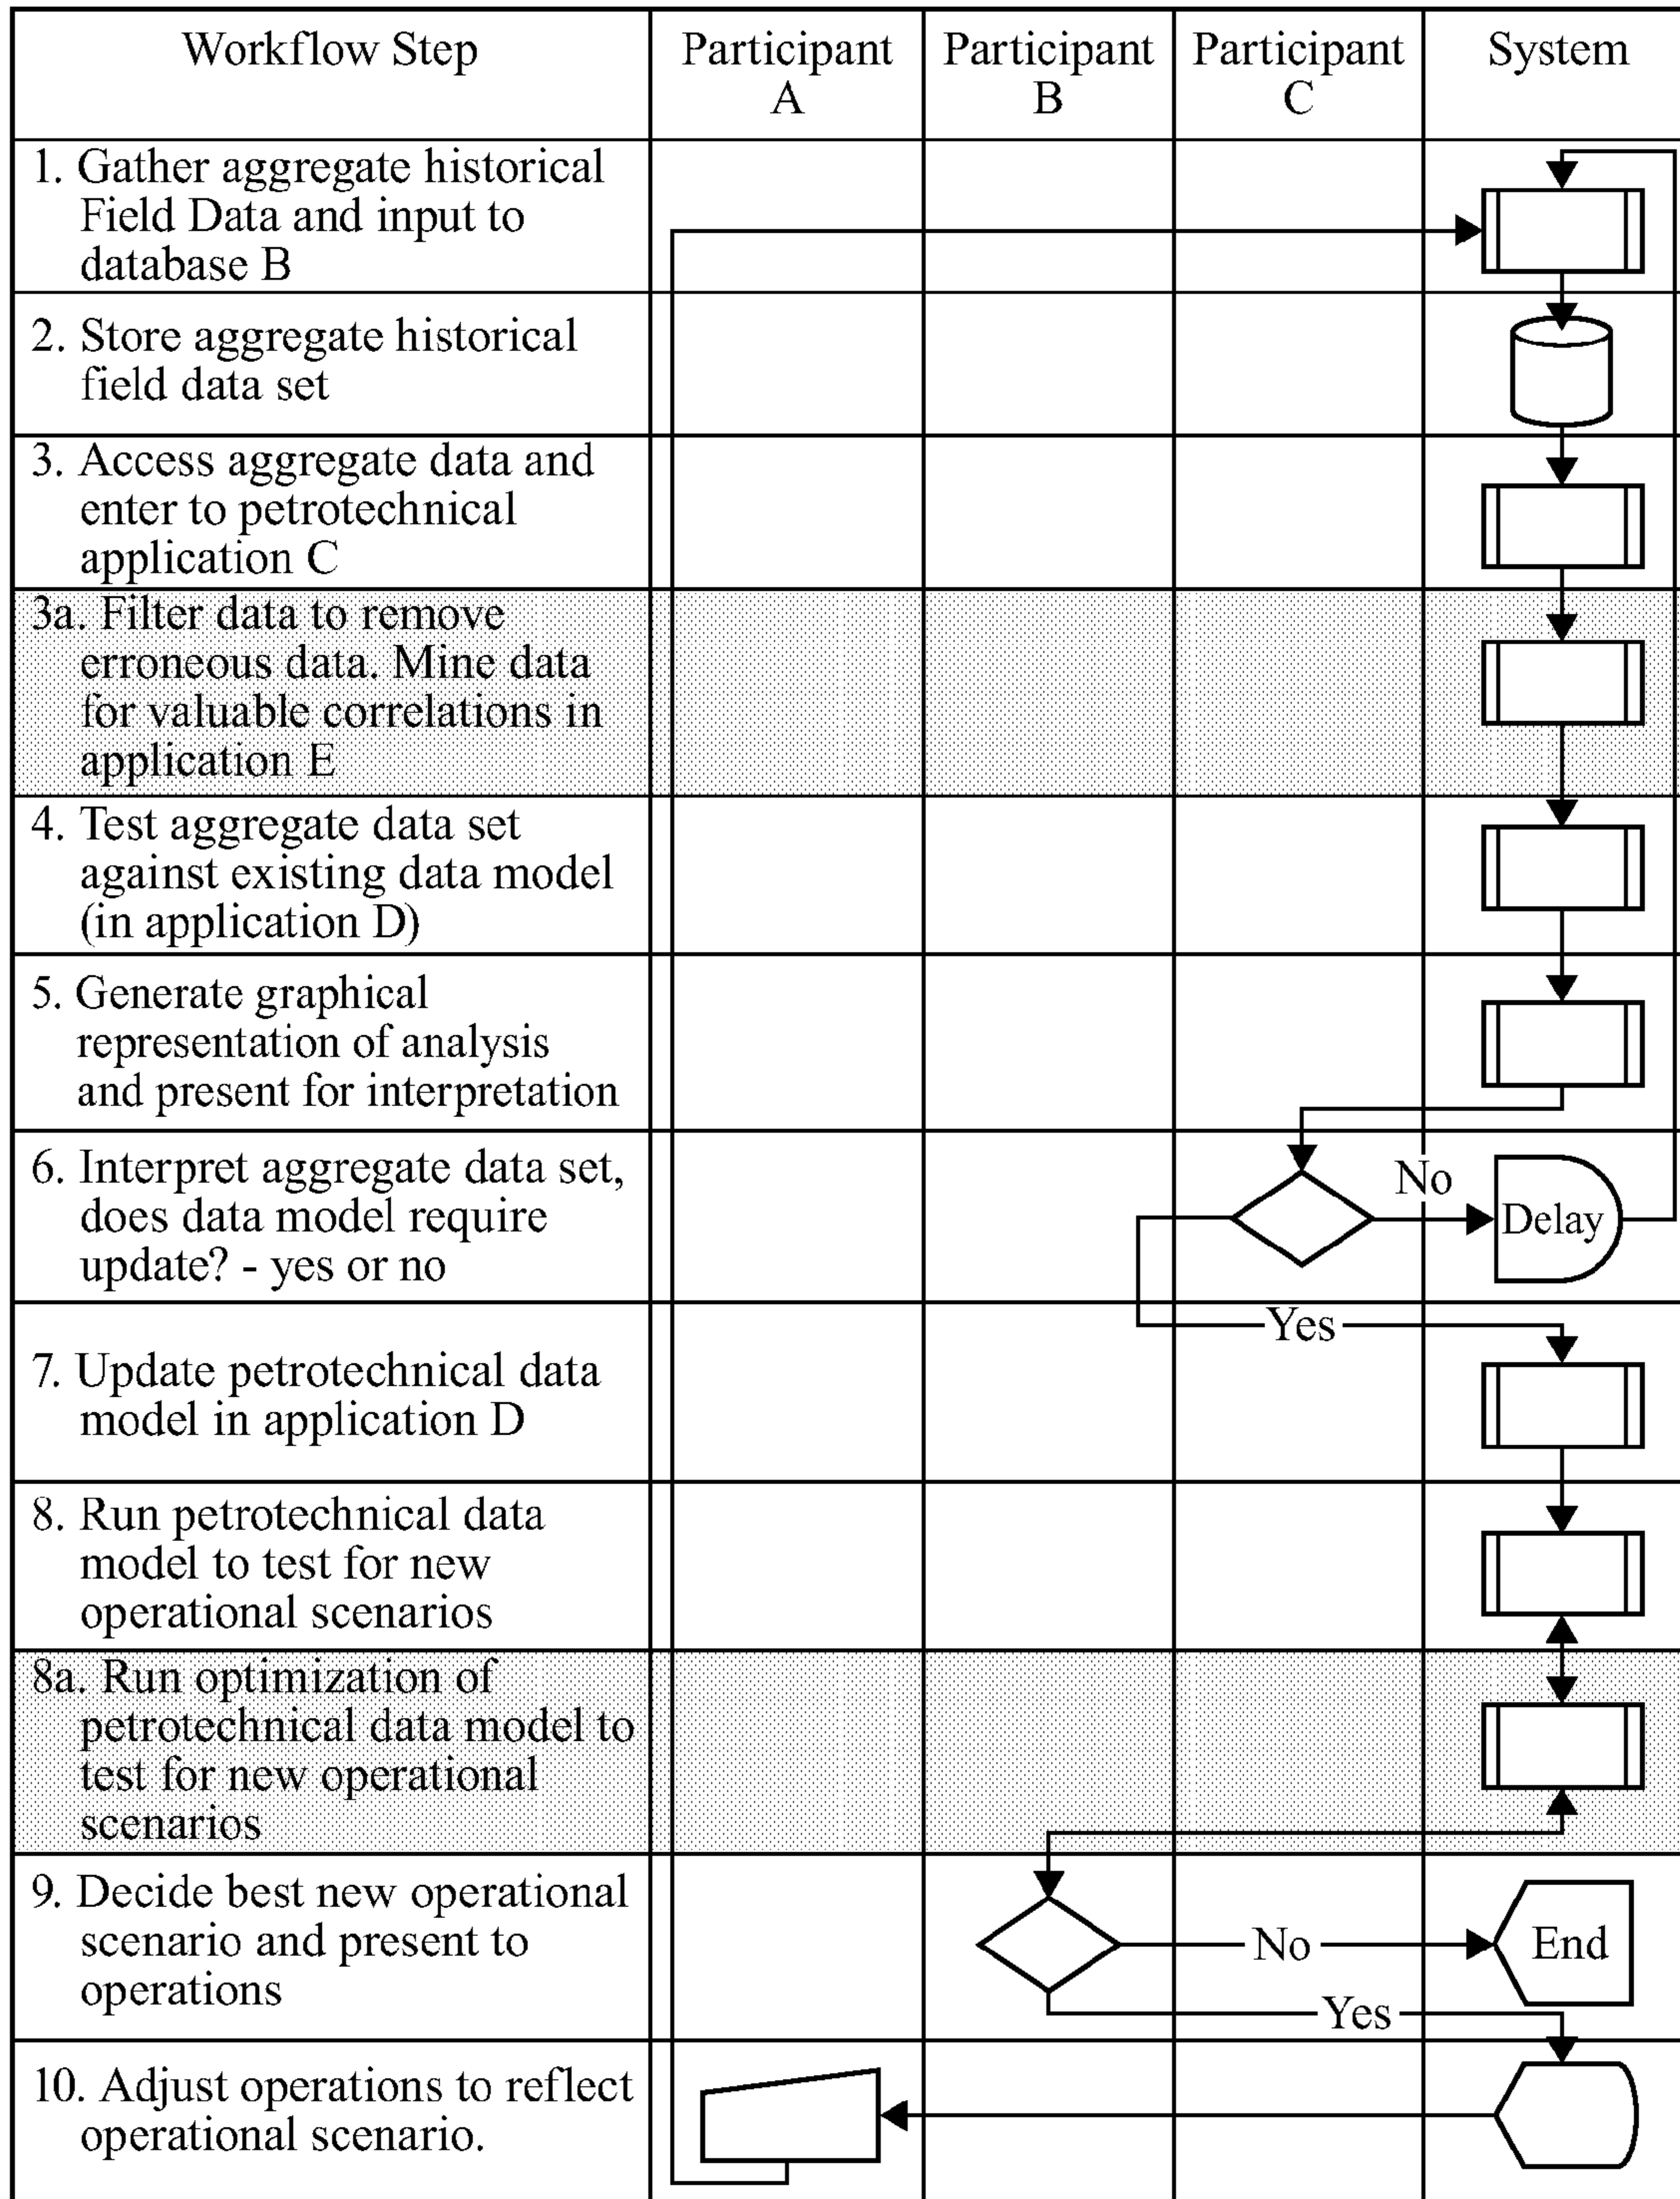 Workflow Step
Participant
A
Participant
B
Participant
C
System
1. Gather aggregate historical
Field Data and input to
database B
2. Store aggregate historical
field data set
3. Access aggregate data and
enter to petrotechnical
application C
3a. Filter data to remove
erroneous data. Mine data
for valuable correlations in
application E
4. Test aggregate data set
against existing data model
(in application D)
5. Generate graphical
representation of analysis
and present for interpretation
6. Interpret aggregate data set,
does data model require
update? - yes or no
No
Delay
Yes
7. Update petrotechnical data
model in application D
8. Run petrotechnical data
model to test for new
operational scenarios
8a. Run optimization of
petrotechnical data model to
test for new operational
scenarios
9. Decide best new operational
scenario and present to
operations
No
End
Yes
10. Adjust operations to reflect
operational scenario.